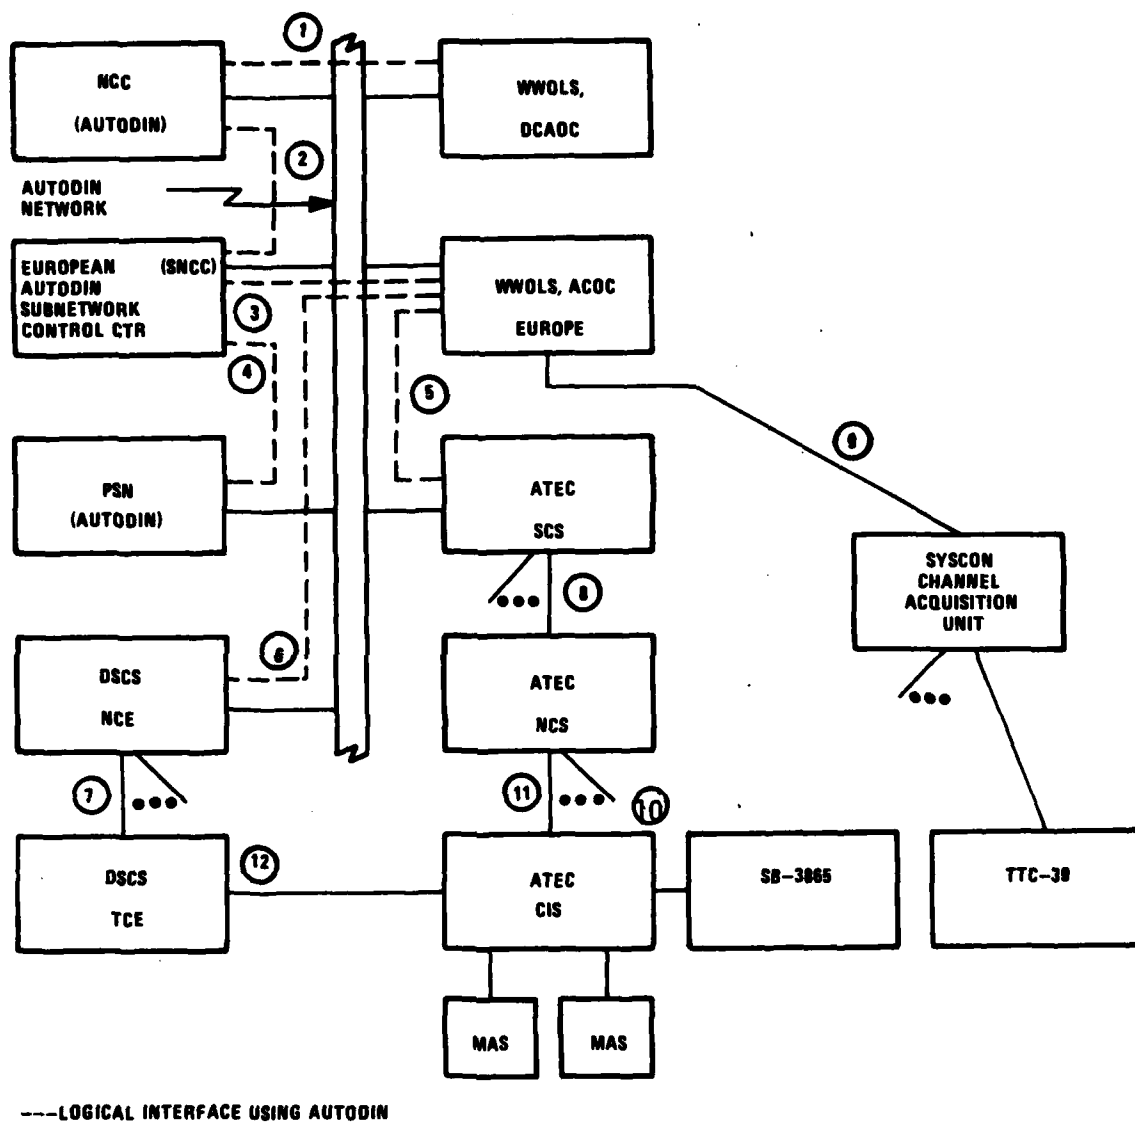 1
NCC
(AUTODIN)
WWOLS,
DCAOC
2
AUTODIN
NETWORK
EUROPEAN (SNCC)
AUTODIN
SUBNETWORK
CONTROL CTR
3
WWOLS, ACOC
EUROPE
4
5
9
PSN
(AUTODIN)
ATEC
SCS
SYSCON
CHANNEL
ACQUISITION
UNIT
8
6
DSCS
NCE
ATEC
NCS
7
11
10
DSCS
TCE
12
ATEC
CIS
SB-3865
TTC-39
MAS
MAS
---LOGICAL INTERFACE USING AUTODIN